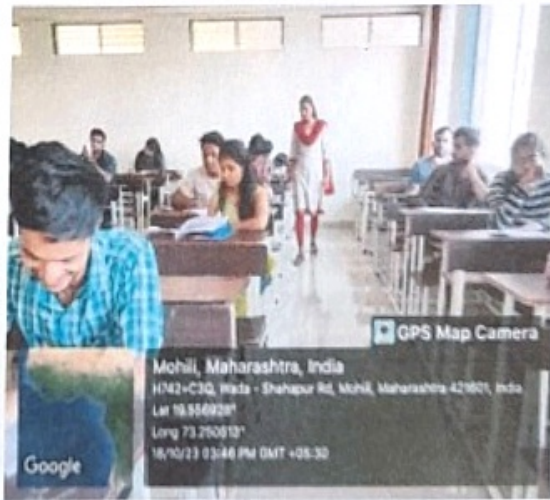 GPS Map Camera
Mohili, Maharashtra, India
H742+C3Q, Wada - Shahapur Rd, Mohili, Maharashtra 421601, India
Lat 19.556928°
Long 73.250613°
16/10/23 03:46 PM GMT +05:30
Google